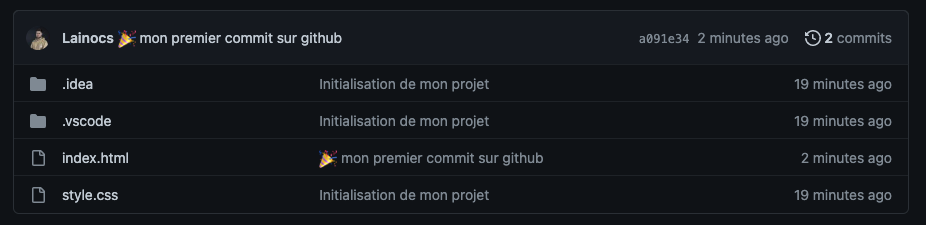 Lainocs 🎉 mon premier commit sur github a091e34 2 minutes ago 2 commits
.idea Initialisation de mon projet 19 minutes ago
.vscode Initialisation de mon projet 19 minutes ago
index.html 🎉 mon premier commit sur github 2 minutes ago
style.css Initialisation de mon projet 19 minutes ago